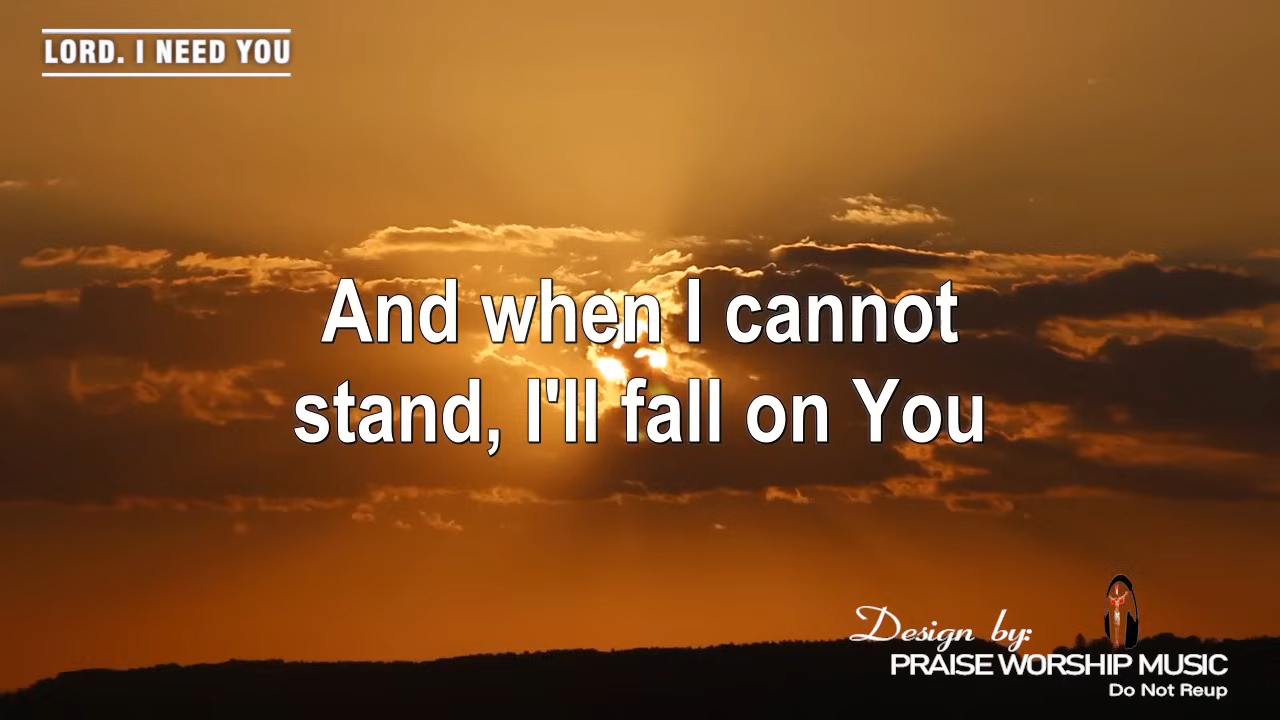 LORD. I NEED YOU
And when I cannot
stand, I'll fall on You
Design by:
PRAISE WORSHIP MUSIC
Do Not Reup